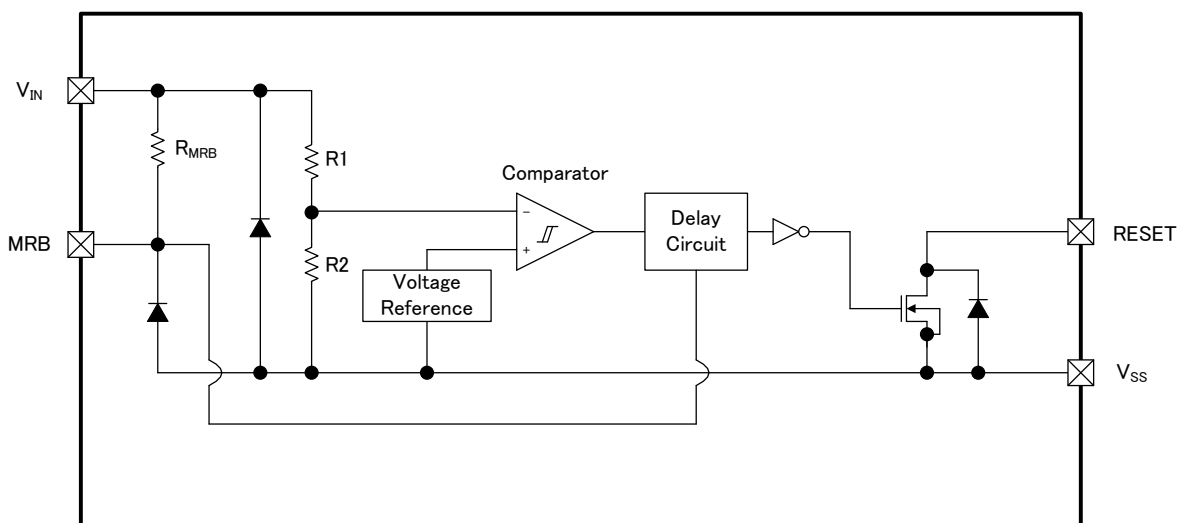 V_IN
R_MRB
R1
Comparator
−
+
Delay
Circuit
MRB
RESET
R2
Voltage
Reference
V_SS